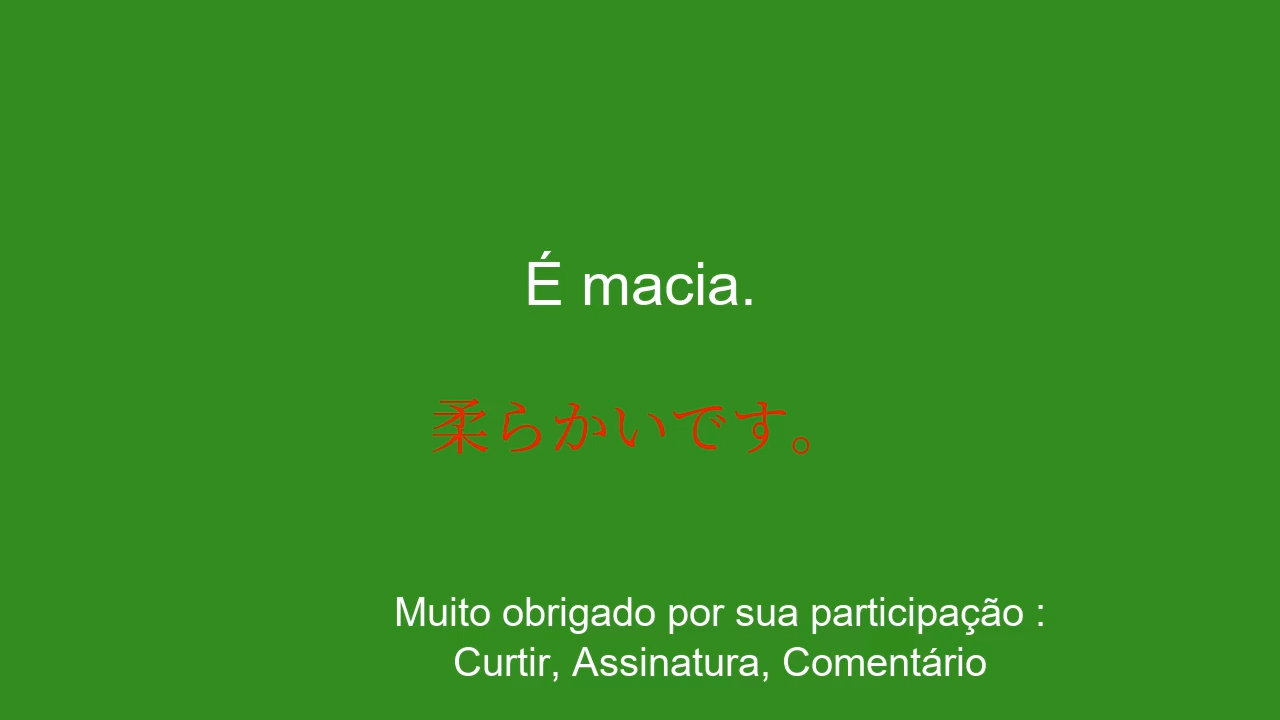 É macia.
柔らかいです。
Muito obrigado por sua participação :
Curtir, Assinatura, Comentário